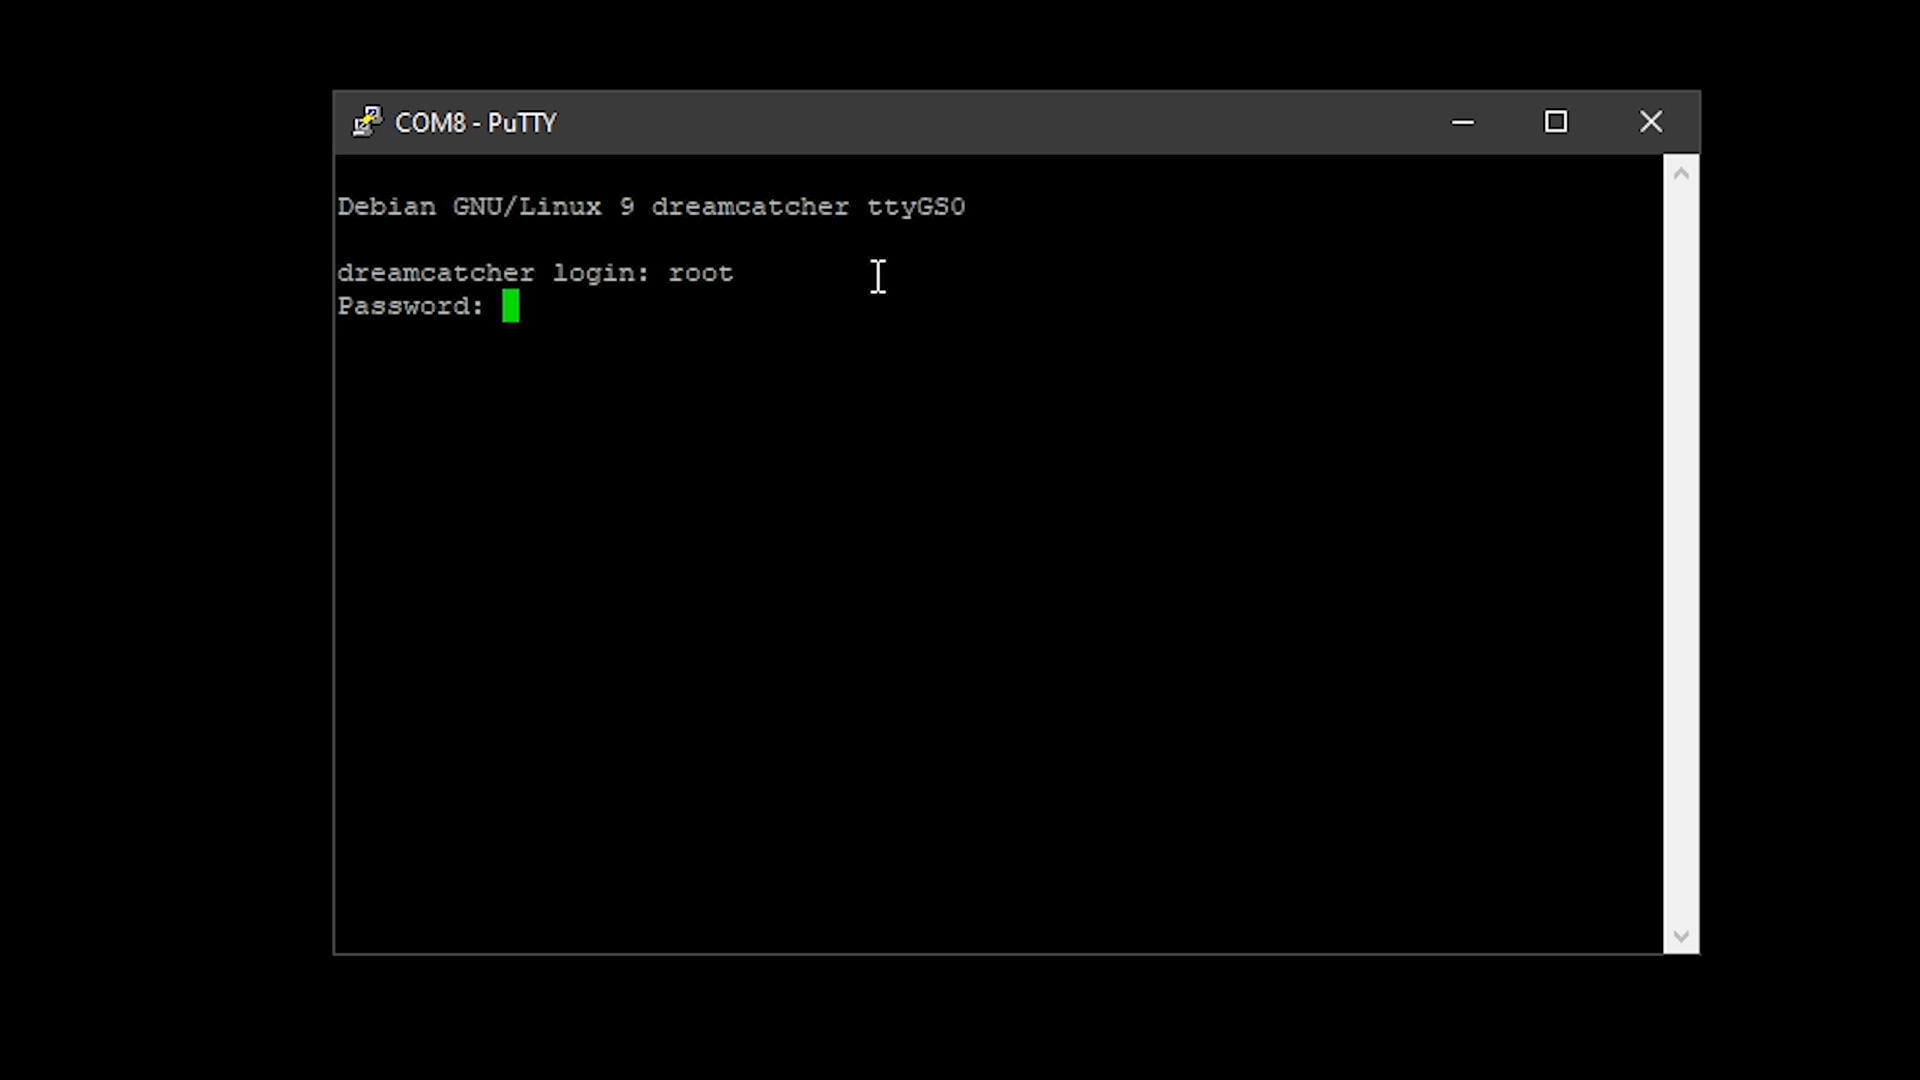 COM8 - PuTTY
Debian GNU/Linux 9 dreamcatcher ttyGS0
dreamcatcher login: root
Password: